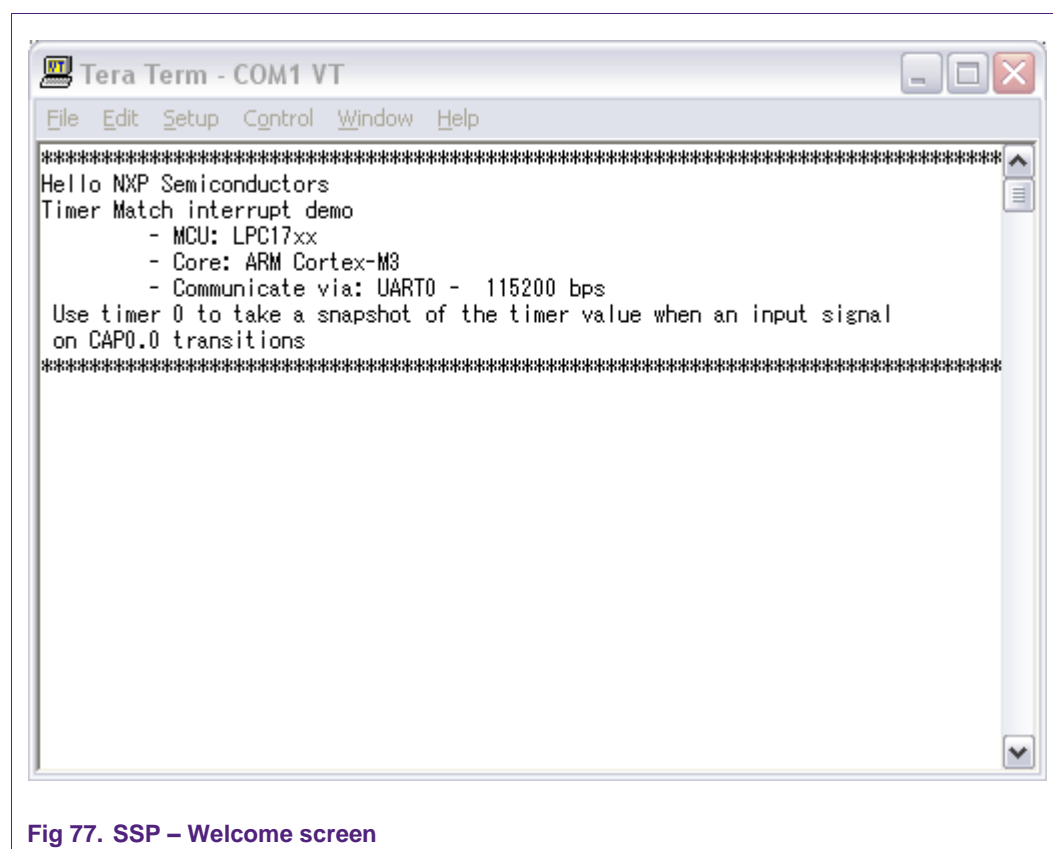 Tera Term - COM1 VT
File Edit Setup Control Window Help
********************************************************************************
Hello NXP Semiconductors
Timer Match interrupt demo
- MCU: LPC17xx
- Core: ARM Cortex-M3
- Communicate via: UART0 - 115200 bps
Use timer 0 to take a snapshot of the timer value when an input signal
on CAP0.0 transitions
********************************************************************************
Fig 77. SSP – Welcome screen